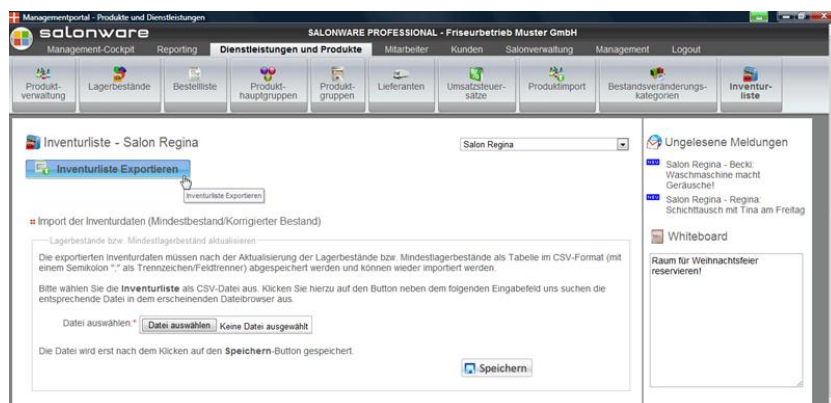 Managementportal - Produkte und Dienstleistungen
salonware
SALONWARE PROFESSIONAL - Friseurbetrieb Muster GmbH
Management-Cockpit Reporting Dienstleistungen und Produkte Mitarbeiter Kunden Salonverwaltung Management Logout
Produkt-verwaltung Lagerbestände Bestellliste Produkt-hauptgruppen Produkt-gruppen Lieferanten Umsatzsteuer-sätze Produktimport Bestandsveränderungs-kategorien Inventur-liste
Inventurliste - Salon Regina
Salon Regina
Inventurliste Exportieren
Inventurliste Exportieren
Import der Inventurdaten (Mindestbestand/Korrigierter Bestand)
Lagerbestände bzw. Mindestlagerbestand aktualisieren
Die exportierten Inventurdaten müssen nach der Aktualisierung der Lagerbestände bzw. Mindestlagerbestände als Tabelle im CSV-Format (mit
einem Semikolon ";" als Trennzeichen/Feldtrenner) abgespeichert werden und können wieder importiert werden.
Bitte wählen Sie die Inventurliste als CSV-Datei aus. Klicken Sie hierzu auf den Button neben dem folgenden Eingabefeld uns suchen die
entsprechende Datei in dem erscheinenden Dateibrowser aus.
Datei auswählen:* Datei auswählen Keine Datei ausgewählt
Die Datei wird erst nach dem Klicken auf den Speichern-Button gespeichert.
Speichern
Ungelesene Meldungen
NEU Salon Regina - Becki:
Waschmaschine macht
Geräusche!
NEU Salon Regina - Regina:
Schichttausch mit Tina am Freitag
Whiteboard
Raum für Weihnachtsfeier
reservieren!